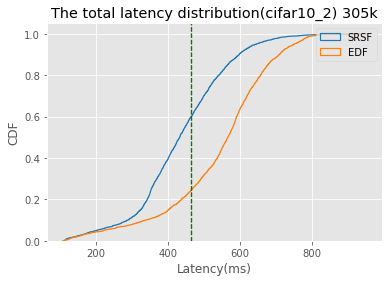 The total latency distribution(cifar10_2) 305k
SRSF
EDF
CDF
1.0
0.8
0.6
0.4
0.2
0.0
200
400
600
800
Latency(ms)